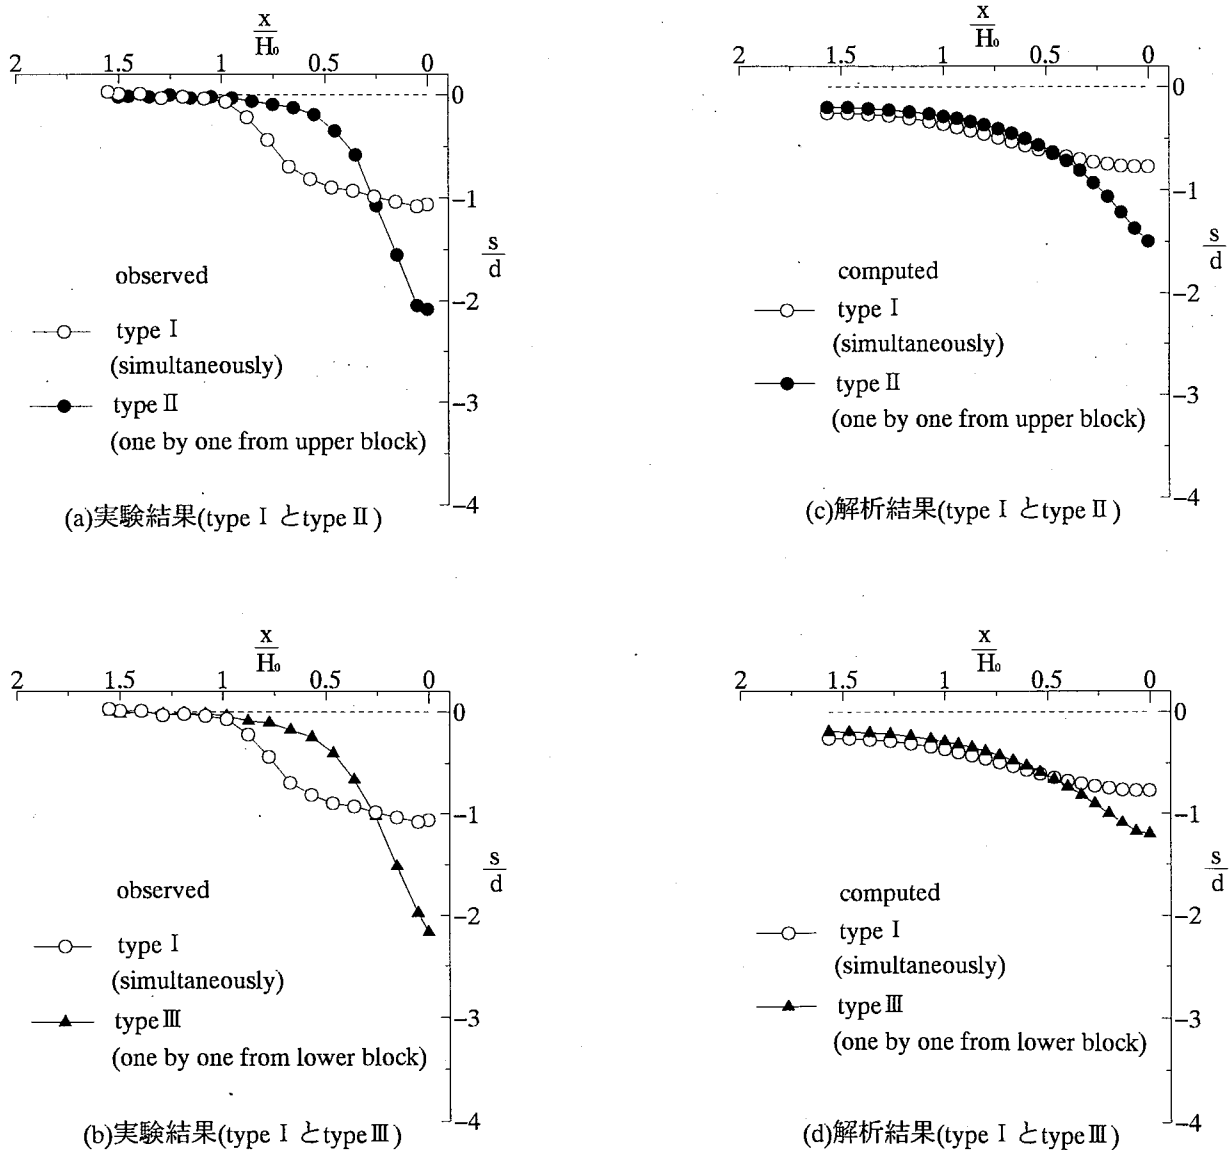 x
H₀
2 1.5 1 0.5 0
0
−1
−2
−3
−4
s
d
observed
type Ⅰ
(simultaneously)
type Ⅱ
(one by one from upper block)
(a)実験結果(type Ⅰ とtype Ⅱ)
x
H₀
2 1.5 1 0.5 0
0
−1
−2
−3
−4
s
d
computed
type Ⅰ
(simultaneously)
type Ⅱ
(one by one from upper block)
(c)解析結果(type Ⅰ とtype Ⅱ)
x
H₀
2 1.5 1 0.5 0
0
−1
−2
−3
−4
s
d
observed
type Ⅰ
(simultaneously)
type Ⅲ
(one by one from lower block)
(b)実験結果(type Ⅰ とtype Ⅲ)
x
H₀
2 1.5 1 0.5 0
0
−1
−2
−3
−4
s
d
computed
type Ⅰ
(simultaneously)
type Ⅲ
(one by one from lower block)
(d)解析結果(type Ⅰ とtype Ⅲ)